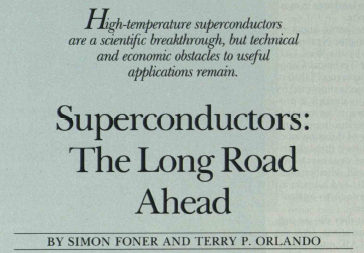 High-temperature superconductors
are a scientific breakthrough, but technical
and economic obstacles to useful
applications remain.
Superconductors:
The Long Road
Ahead
BY SIMON FONER AND TERRY P. ORLANDO